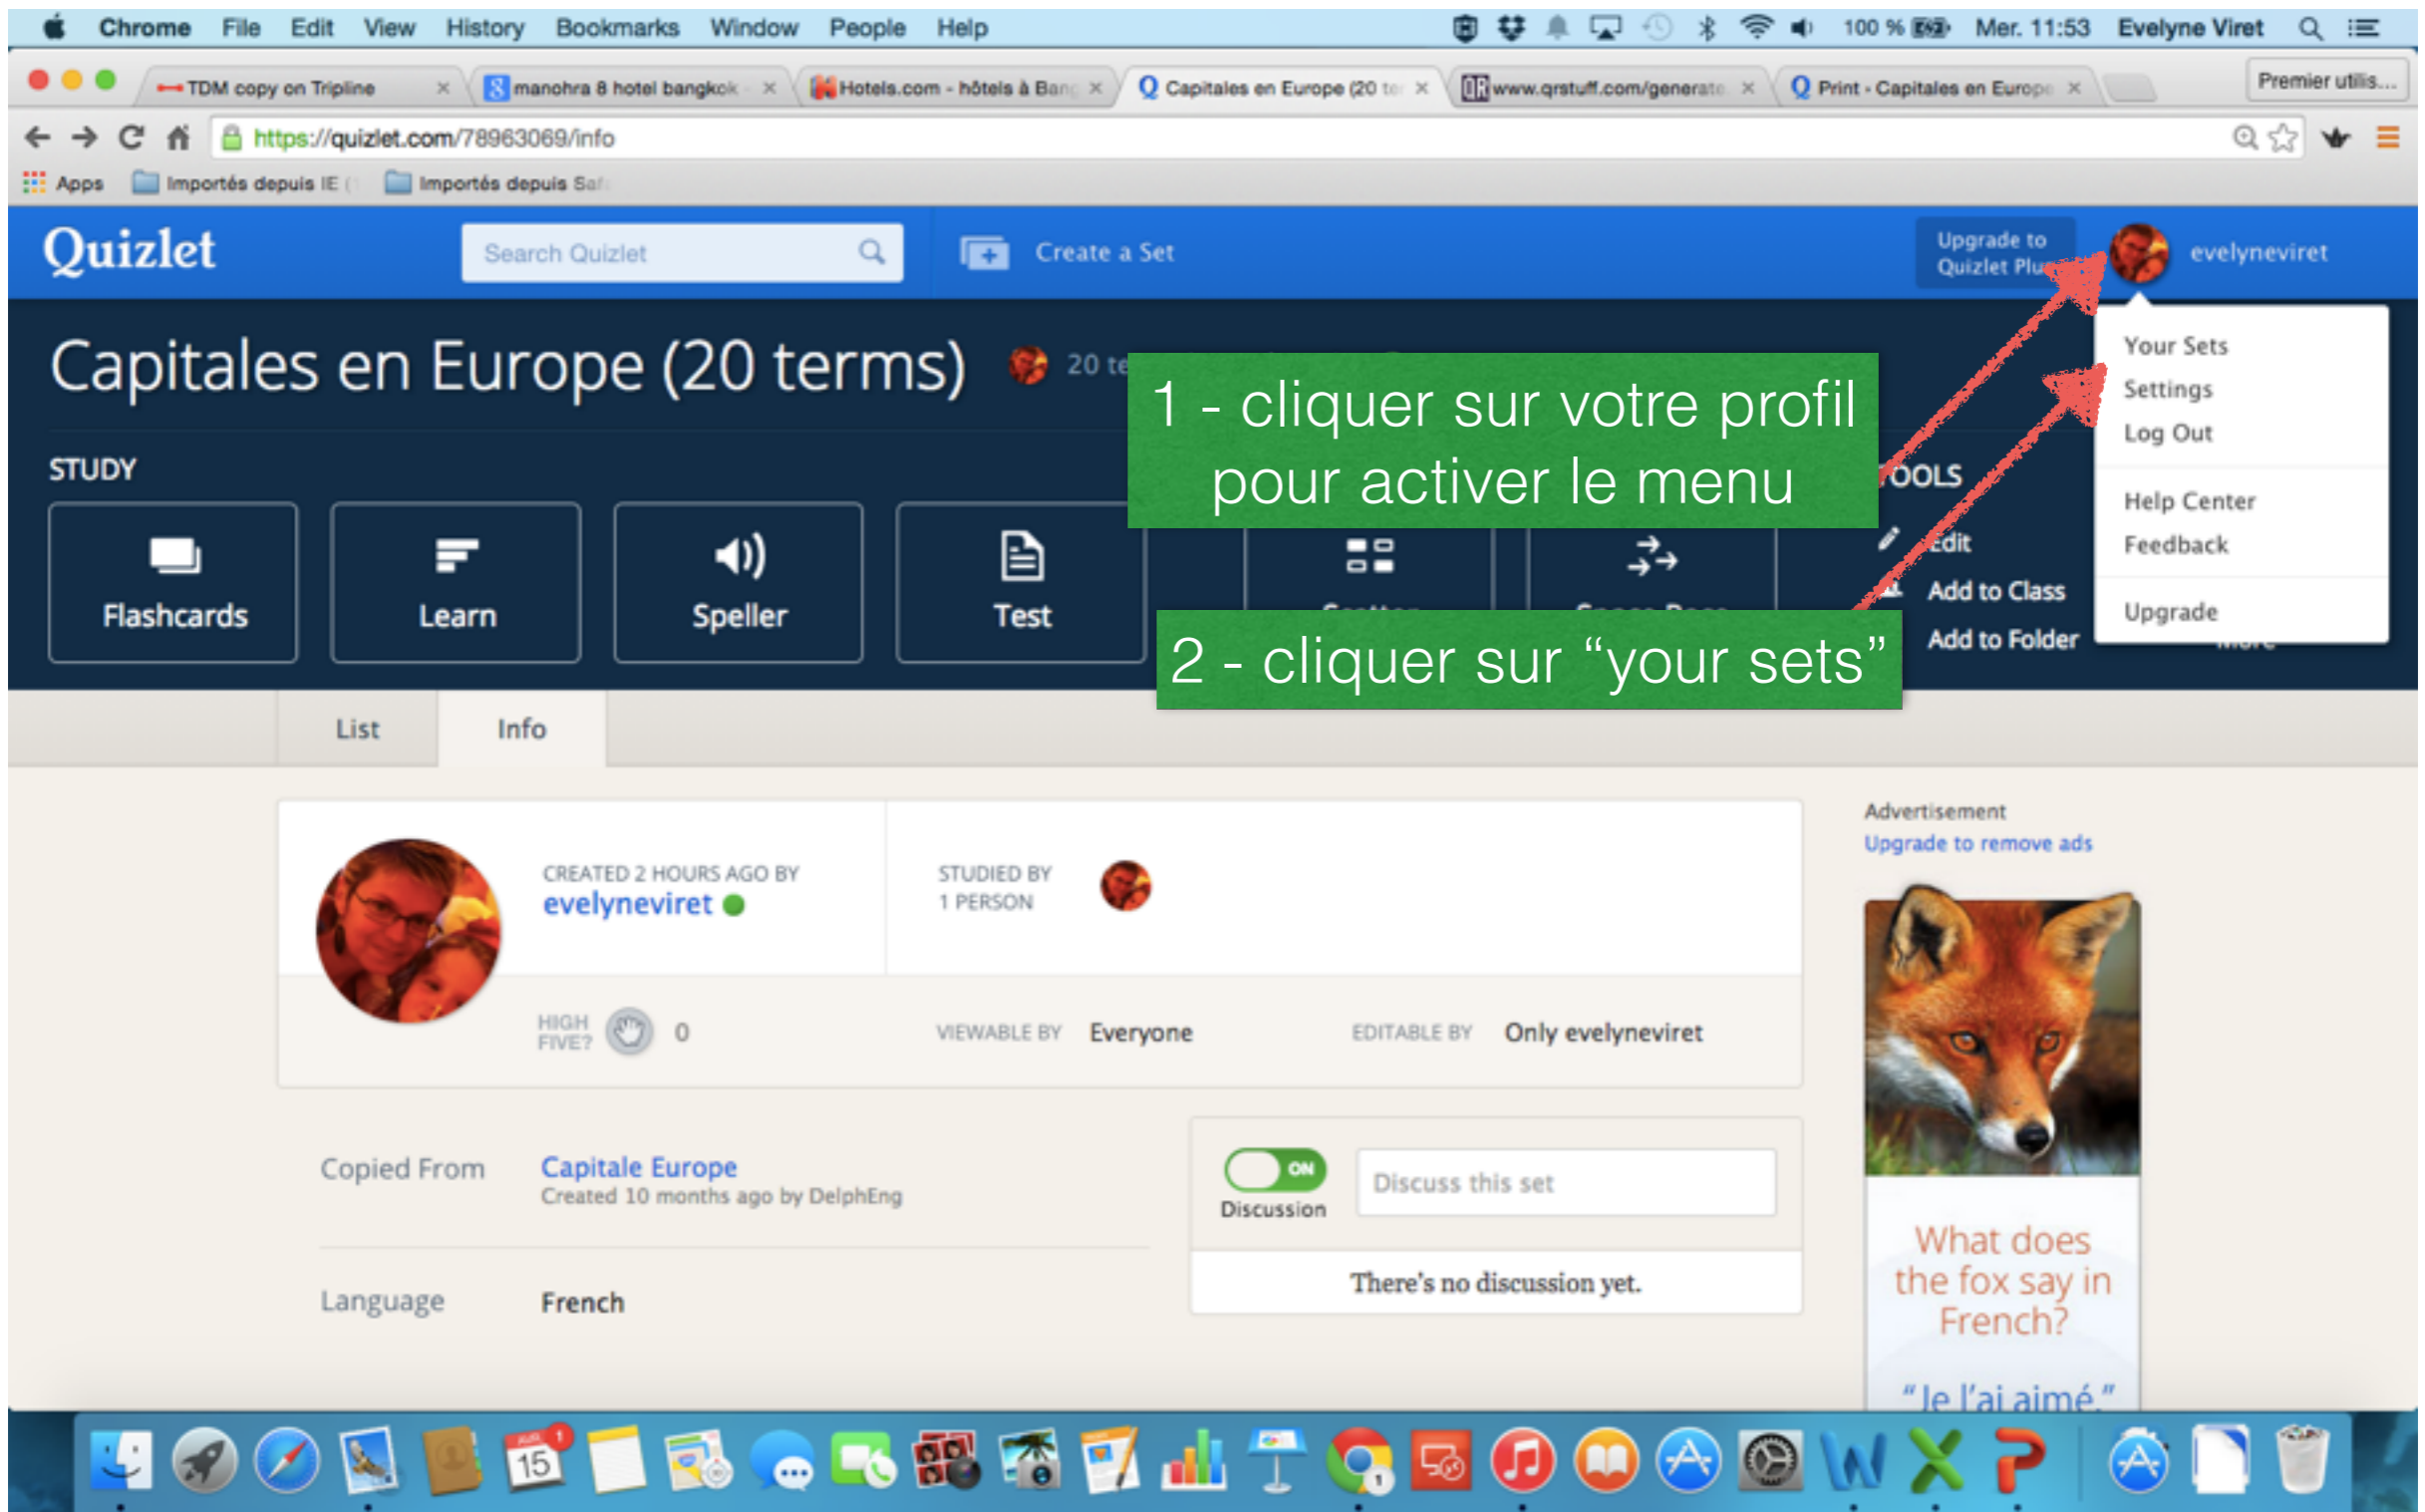 Chrome File Edit View History Bookmarks Window People Help 100 % Mer. 11:53 Evelyne Viret
TDM copy on Tripline manohra 8 hotel bangkok - Hotels.com - hôtels à Bang Capitales en Europe (20 ter www.qrstuff.com/generate. Print - Capitales en Europe Premier utilis...
https://quizlet.com/78963069/info
Apps Importés depuis IE ( Importés depuis Saf
Quizlet Search Quizlet Create a Set Upgrade to evelyneviret
Quizlet Plus
Capitales en Europe (20 terms) 20 te
Your Sets
Settings
Log Out
Help Center
Feedback
Upgrade
1 - cliquer sur votre profil
pour activer le menu
STUDY TOOLS
Flashcards Learn Speller Test
Edit
Add to Class
Add to Folder More
2 - cliquer sur “your sets”
List Info
CREATED 2 HOURS AGO BY
evelyneviret
STUDIED BY
1 PERSON
HIGH
FIVE? 0
VIEWABLE BY Everyone EDITABLE BY Only evelyneviret
Advertisement
Upgrade to remove ads
Copied From Capitale Europe
Created 10 months ago by DelphEng
ON
Discussion
Discuss this set
There's no discussion yet.
Language French
What does
the fox say in
French?
“Je l'ai aimé.”
15
1
1